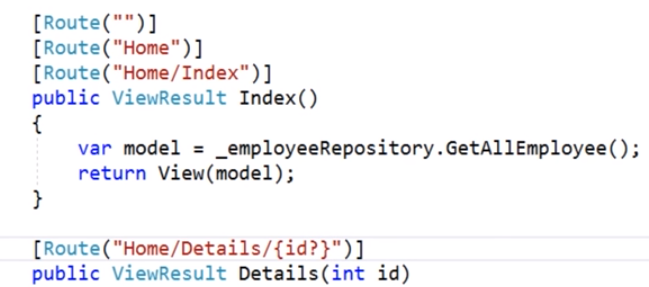 [Route("")]
[Route("Home")]
[Route("Home/Index")]
public ViewResult Index()
{
var model = _employeeRepository.GetAllEmployee();
return View(model);
}
[Route("Home/Details/{id?}")]
public ViewResult Details(int id)